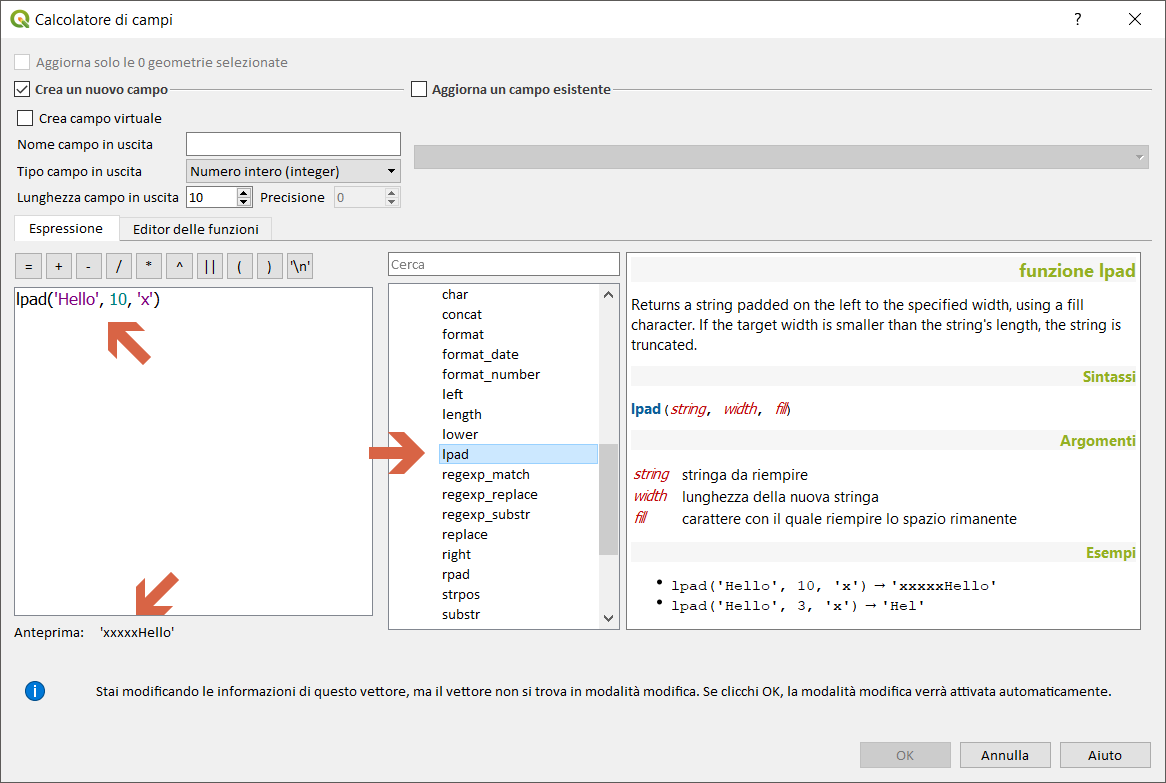 Calcolatore di campi
?
Aggiorna solo le 0 geometrie selezionate
Crea un nuovo campo
Aggiorna un campo esistente
Crea campo virtuale
Nome campo in uscita
Tipo campo in uscita Numero intero (integer)
Lunghezza campo in uscita 10 Precisione 0
Espressione Editor delle funzioni
= + - / * ^ || ( ) '\n'
lpad('Hello', 10, 'x')
Anteprima: 'xxxxxHello'
Cerca
char
concat
format
format_date
format_number
left
length
lower
lpad
regexp_match
regexp_replace
regexp_substr
replace
right
rpad
strpos
substr
funzione lpad
Returns a string padded on the left to the specified width, using a fill
character. If the target width is smaller than the string's length, the string is
truncated.
Sintassi
lpad(string, width, fill)
Argomenti
string stringa da riempire
width lunghezza della nuova stringa
fill carattere con il quale riempire lo spazio rimanente
Esempi
• lpad('Hello', 10, 'x') → 'xxxxxHello'
• lpad('Hello', 3, 'x') → 'Hel'
Stai modificando le informazioni di questo vettore, ma il vettore non si trova in modalità modifica. Se clicchi OK, la modalità modifica verrà attivata automaticamente.
OK Annulla Aiuto